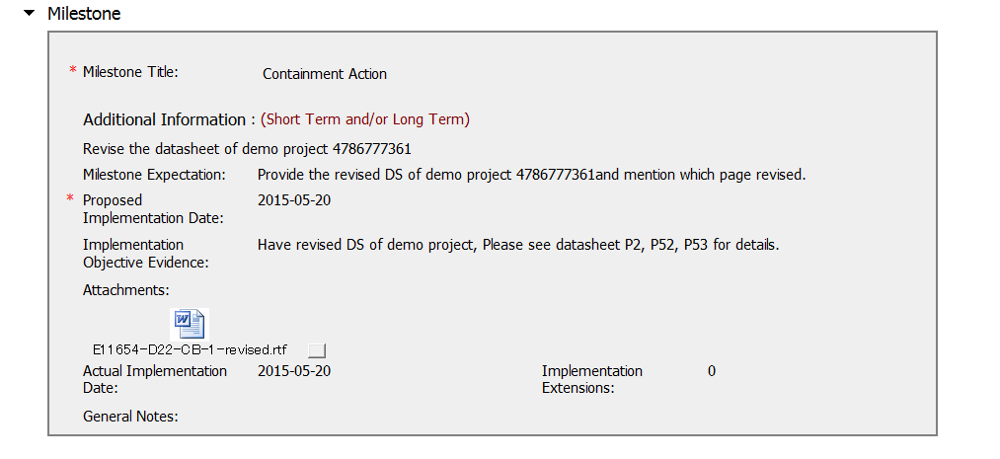 Milestone
* Milestone Title: Containment Action
Additional Information : (Short Term and/or Long Term)
Revise the datasheet of demo project 4786777361
Milestone Expectation: Provide the revised DS of demo project 4786777361and mention which page revised.
* Proposed 2015-05-20
Implementation Date:
Implementation Have revised DS of demo project, Please see datasheet P2, P52, P53 for details.
Objective Evidence:
Attachments:
E11654-D22-CB-1-revised.rtf
Actual Implementation 2015-05-20 Implementation 0
Date: Extensions:
General Notes: